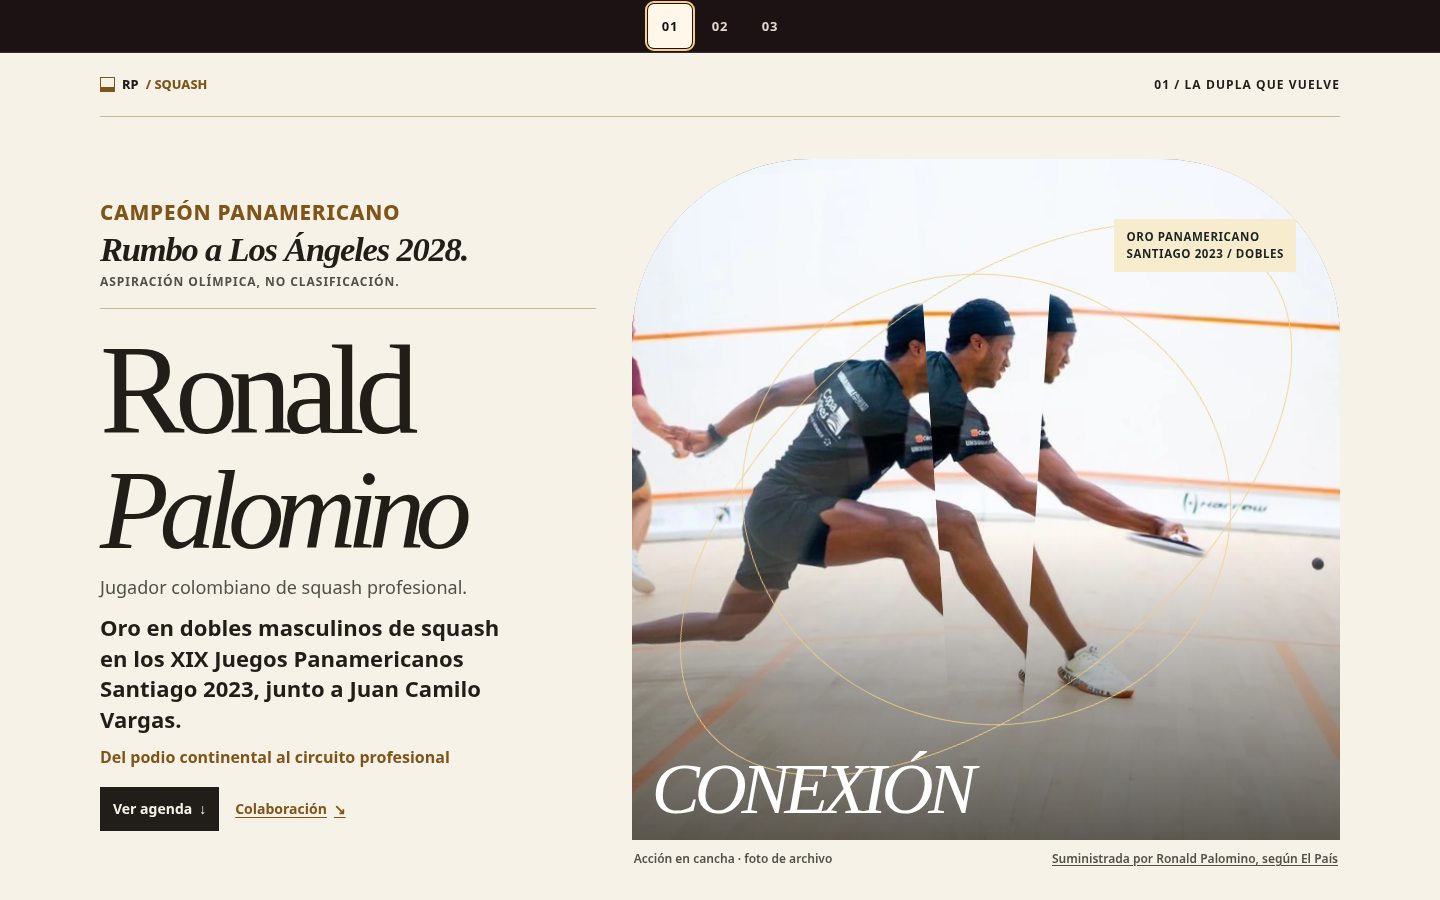 01 02 03
RP / SQUASH
01 / LA DUPLA QUE VUELVE
CAMPEÓN PANAMERICANO
Rumbo a Los Ángeles 2028.
ASPIRACIÓN OLÍMPICA, NO CLASIFICACIÓN.
Ronald
Palomino
Jugador colombiano de squash profesional.
Oro en dobles masculinos de squash
en los XIX Juegos Panamericanos
Santiago 2023, junto a Juan Camilo
Vargas.
Del podio continental al circuito profesional
Ver agenda ↓
Colaboración ↘
ORO PANAMERICANO
SANTIAGO 2023 / DOBLES
harrow
CONEXIÓN
Acción en cancha · foto de archivo
Suministrada por Ronald Palomino, según El País